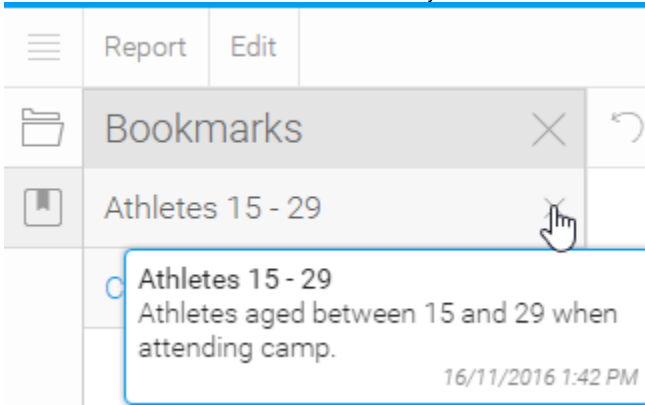 Report Edit
Bookmarks
Athletes 15 - 29
Athletes 15 - 29
Athletes aged between 15 and 29 when
attending camp.
16/11/2016 1:42 PM